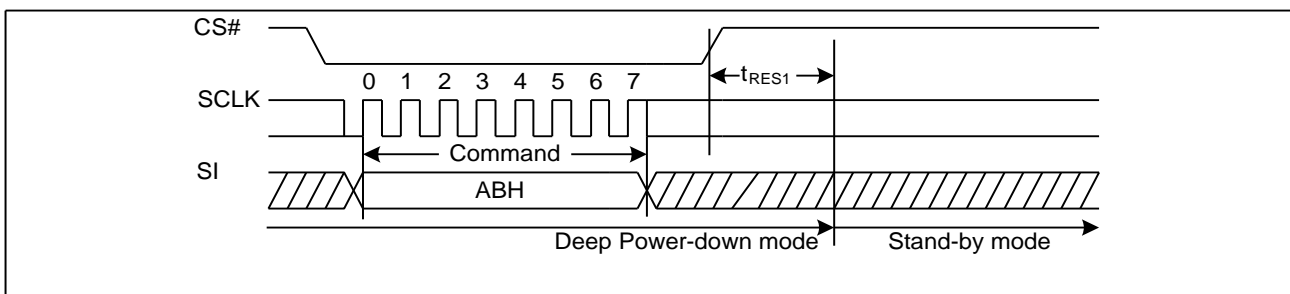 CS#
tRES1
0 1 2 3 4 5 6 7
SCLK
Command
SI
ABH
Deep Power-down mode Stand-by mode